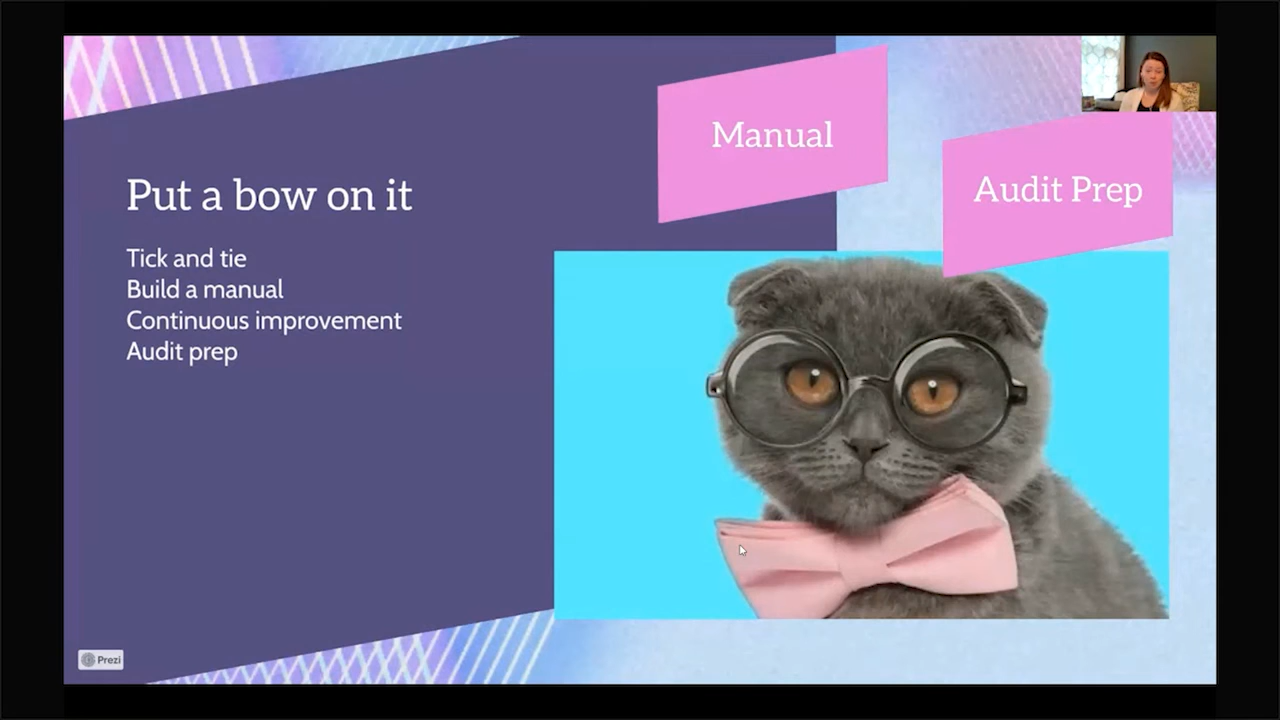 Put a bow on it
Tick and tie
Build a manual
Continuous improvement
Audit prep
Manual
Audit Prep
Prezi